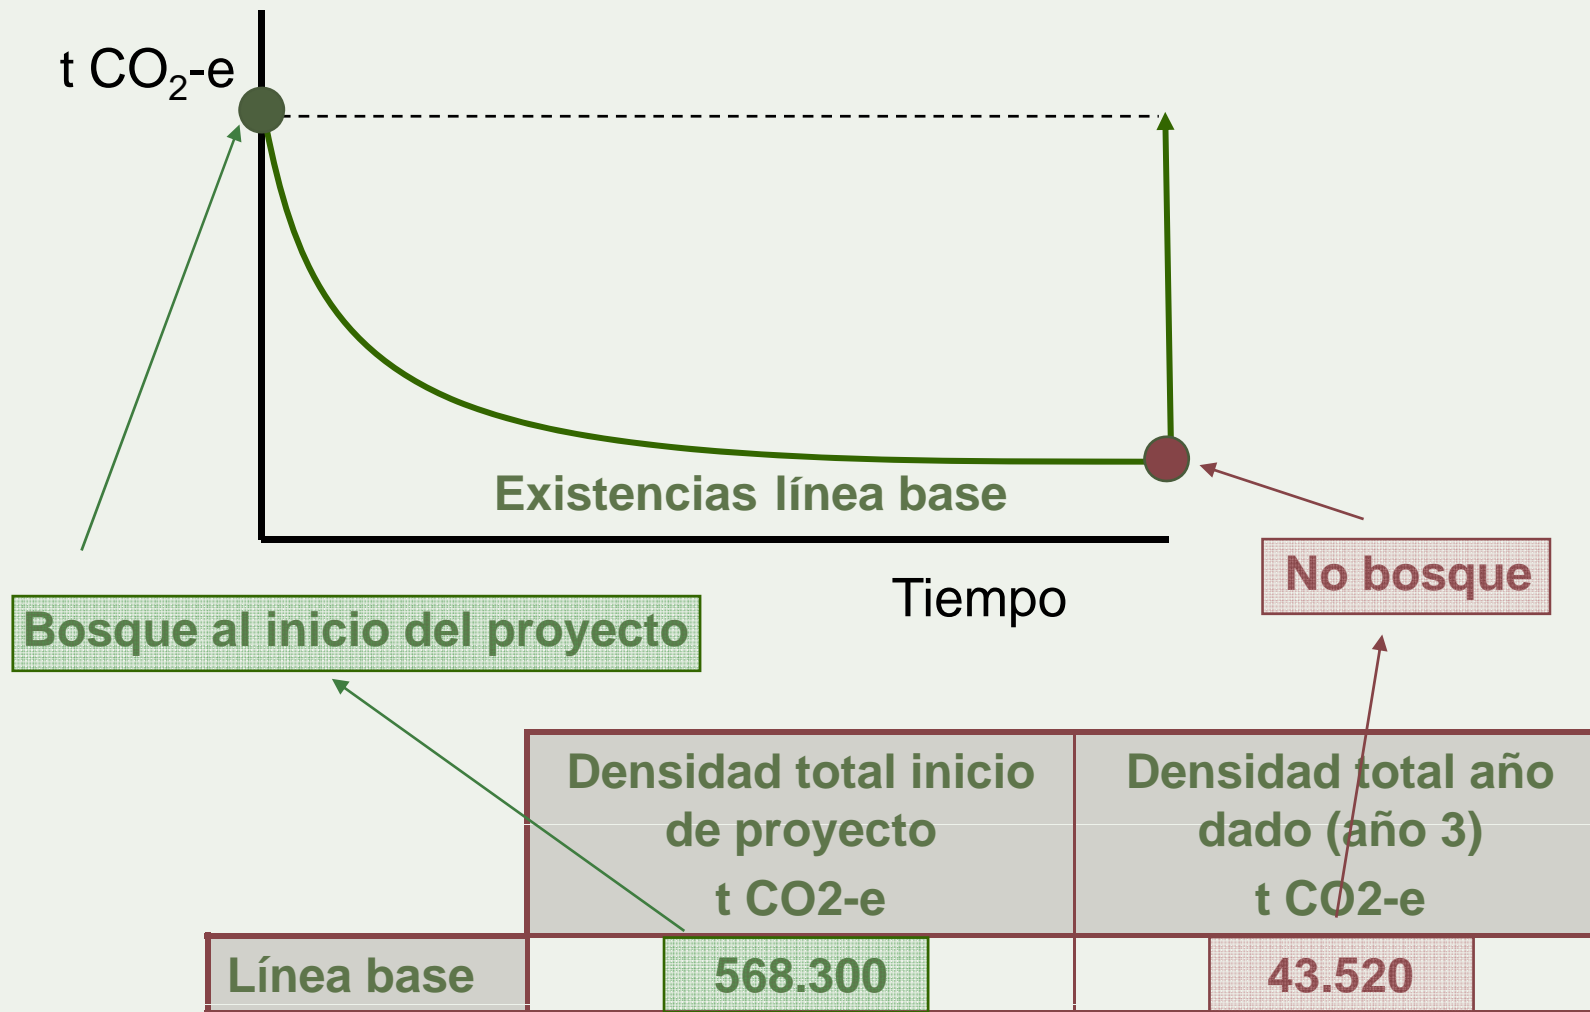 t CO₂-e
Existencias línea base
No bosque
Tiempo
Bosque al inicio del proyecto
Densidad total inicio
de proyecto
t CO2-e
Densidad total año
dado (año 3)
t CO2-e
Línea base
568.300
43.520